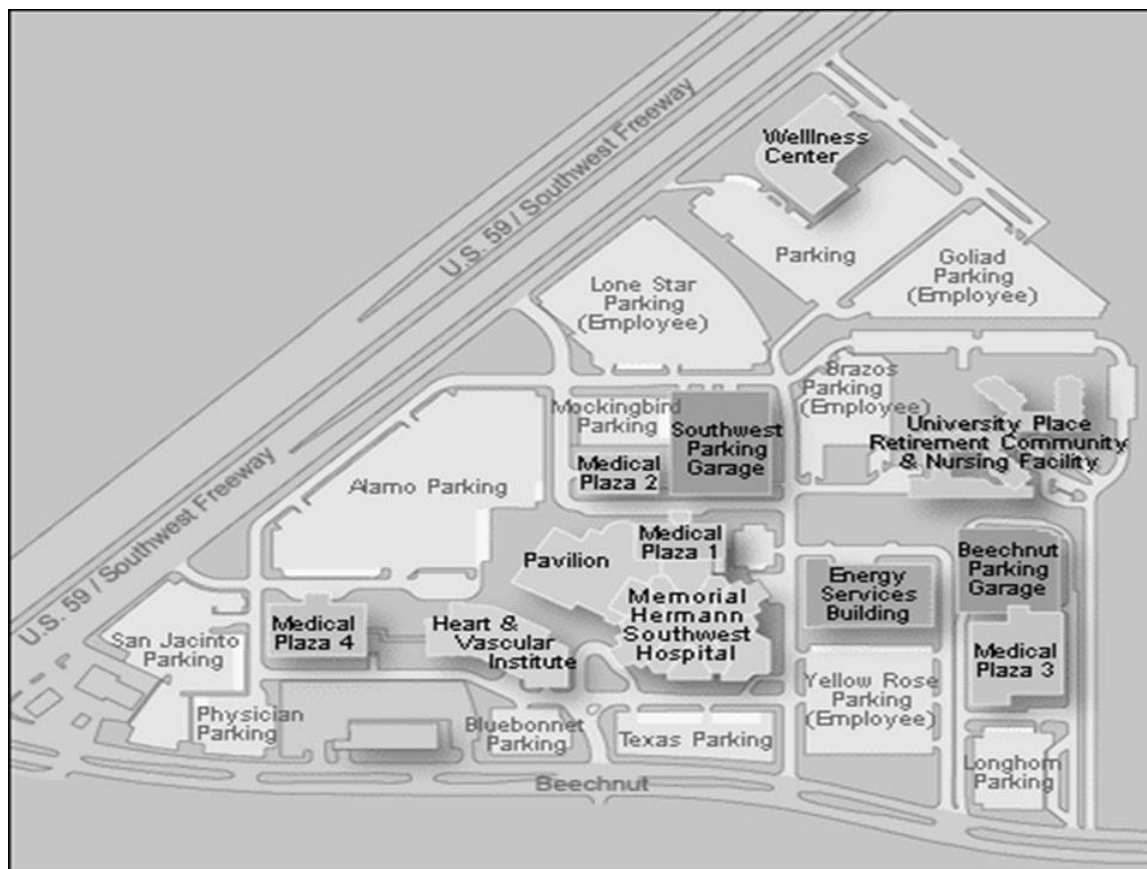 U.S. 59 / Southwest Freeway
Welllness
Center
Parking
Goliad
Parking
(Employee)
Lone Star
Parking
(Employee)
Brazos
Parking
(Employee)
Mockingbird
Parking
Southwest
Parking
Garage
University Place
Retirement Community
& Nursing Facility
Medical
Plaza 2
Alamo Parking
U.S. 59 / Southwest Freeway
Pavilion
Medical
Plaza 1
Beechnut
Parking
Garage
Energy
Services
Building
Memorial
Hermann
Southwest
Hospital
Medical
Plaza 4
Heart &
Vascular
Institute
San Jacinto
Parking
Medical
Plaza 3
Yellow Rose
Parking
(Employee)
Physician
Parking
Bluebonnet
Parking
Texas Parking
Longhorn
Parking
Beechnut